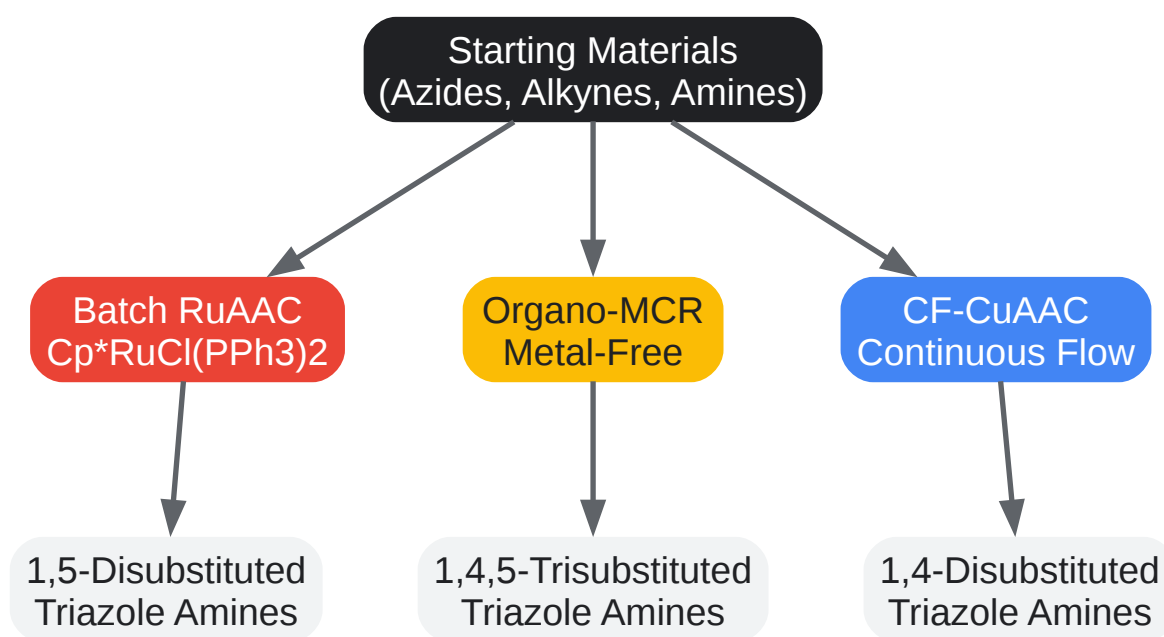 Starting Materials
(Azides, Alkynes, Amines)
Batch RuAAC
Cp*RuCl(PPh3)2
Organo-MCR
Metal-Free
CF-CuAAC
Continuous Flow
1,5-Disubstituted
Triazole Amines
1,4,5-Trisubstituted
Triazole Amines
1,4-Disubstituted
Triazole Amines